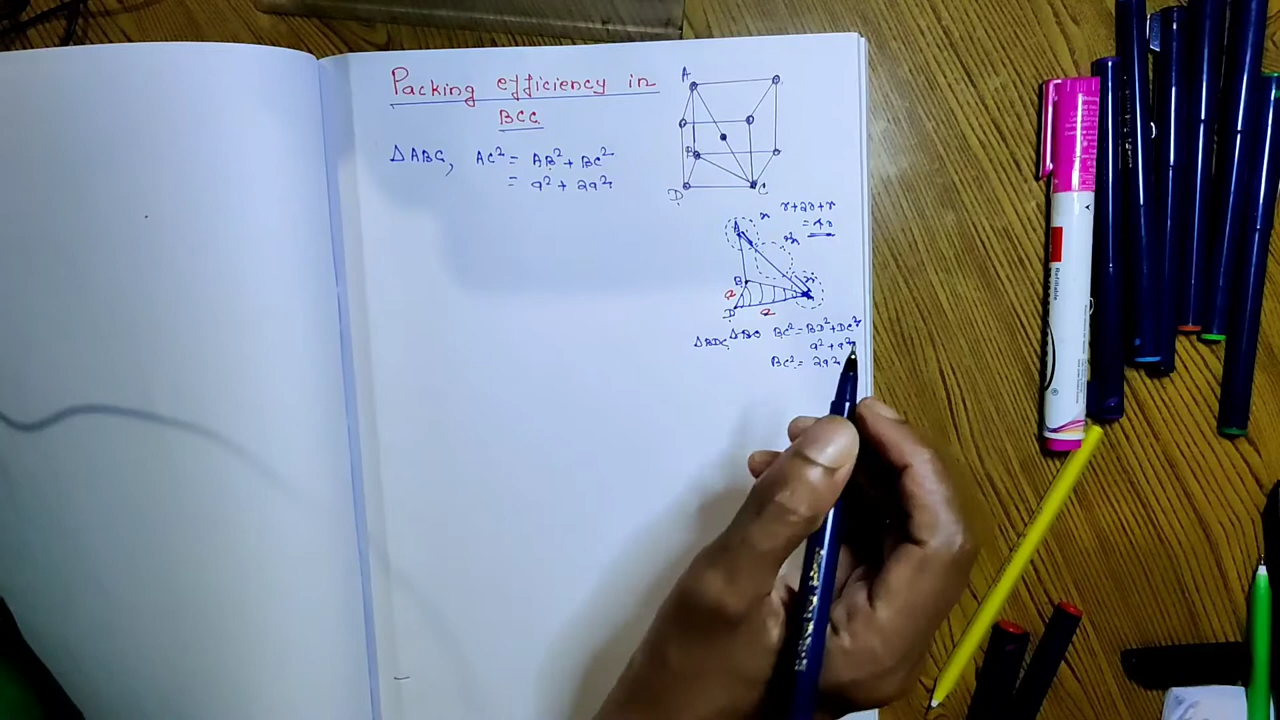 Packing efficiency in
BCC
ΔABC, AC² = AB² + BC²
= a² + 2a²
A
B
D
C
r
r+2r+r
= 4r
2r
A
r
B
a
D
a
ΔBDC, BC² = BD² + DC²
a² + a²
BC² = 2a²
Refillable